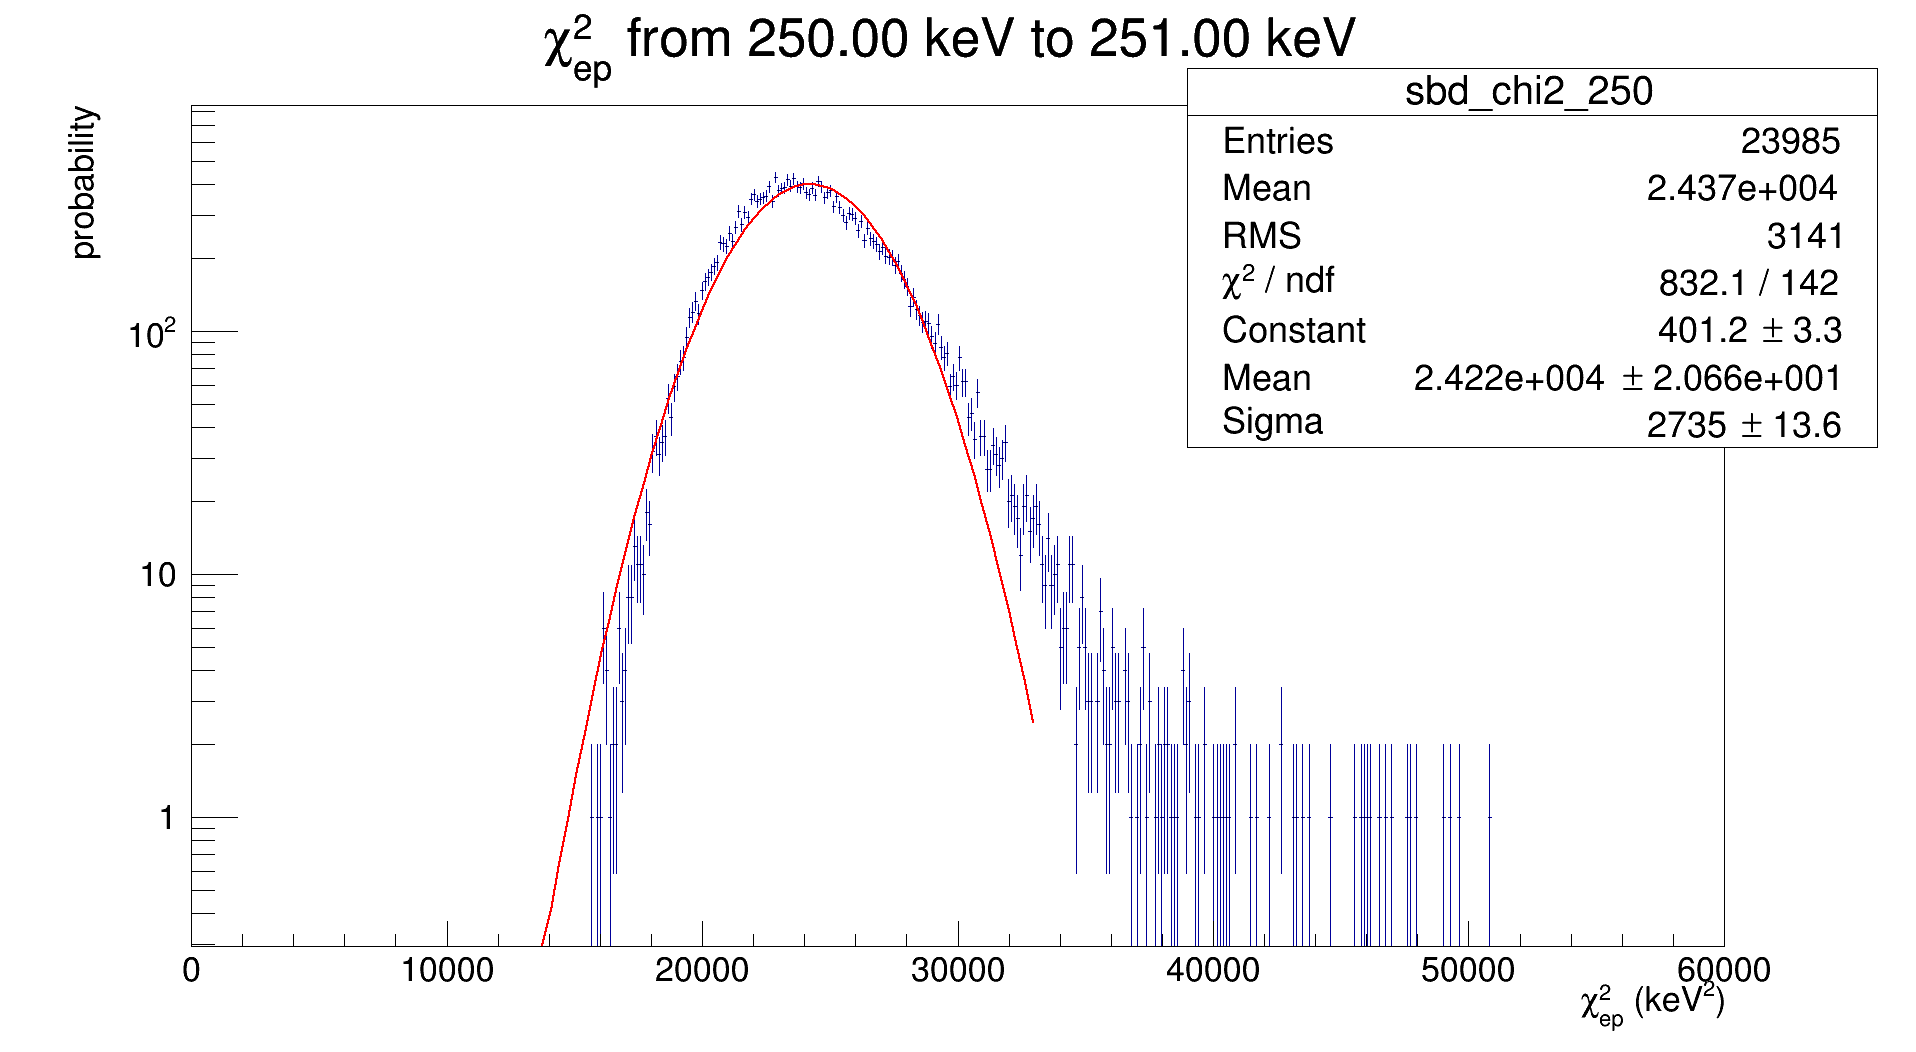 χ²ep from 250.00 keV to 251.00 keV
sbd_chi2_250
Entries 23985
Mean 2.437e+004
RMS 3141
χ² / ndf 832.1 / 142
Constant 401.2 ± 3.3
Mean 2.422e+004 ± 2.066e+001
Sigma 2735 ± 13.6
probability
10²
10
1
0 10000 20000 30000 40000 50000 60000
χ²ep (keV²)